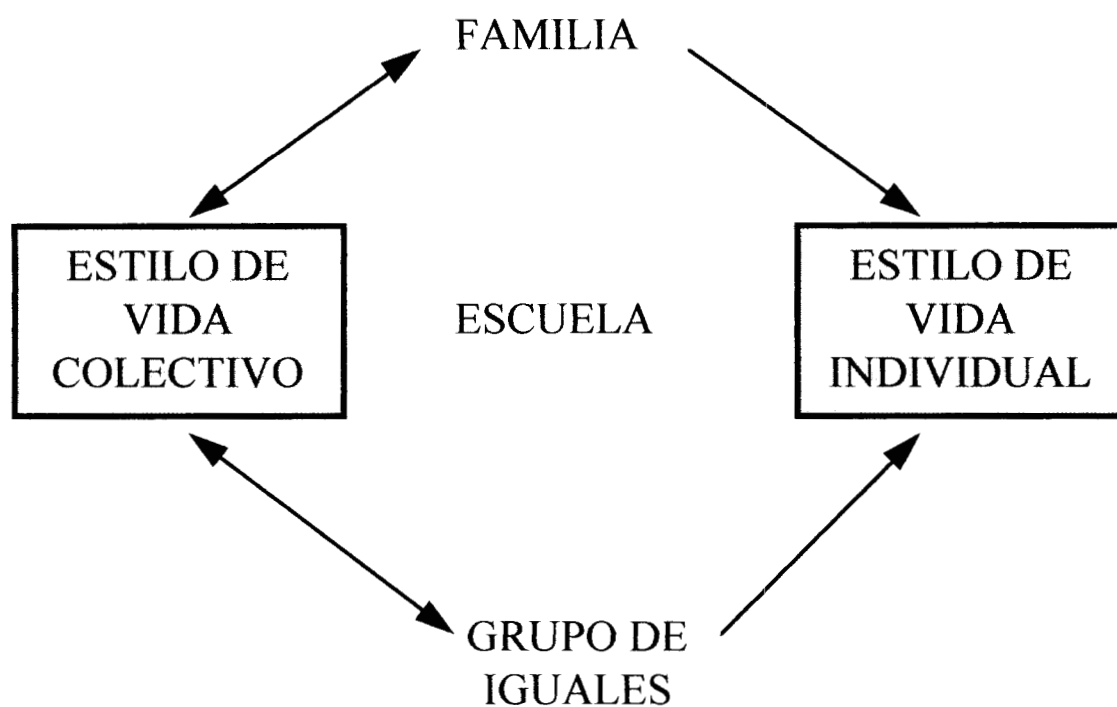 FAMILIA
ESTILO DE
VIDA
COLECTIVO
ESCUELA
ESTILO DE
VIDA
INDIVIDUAL
GRUPO DE
IGUALES